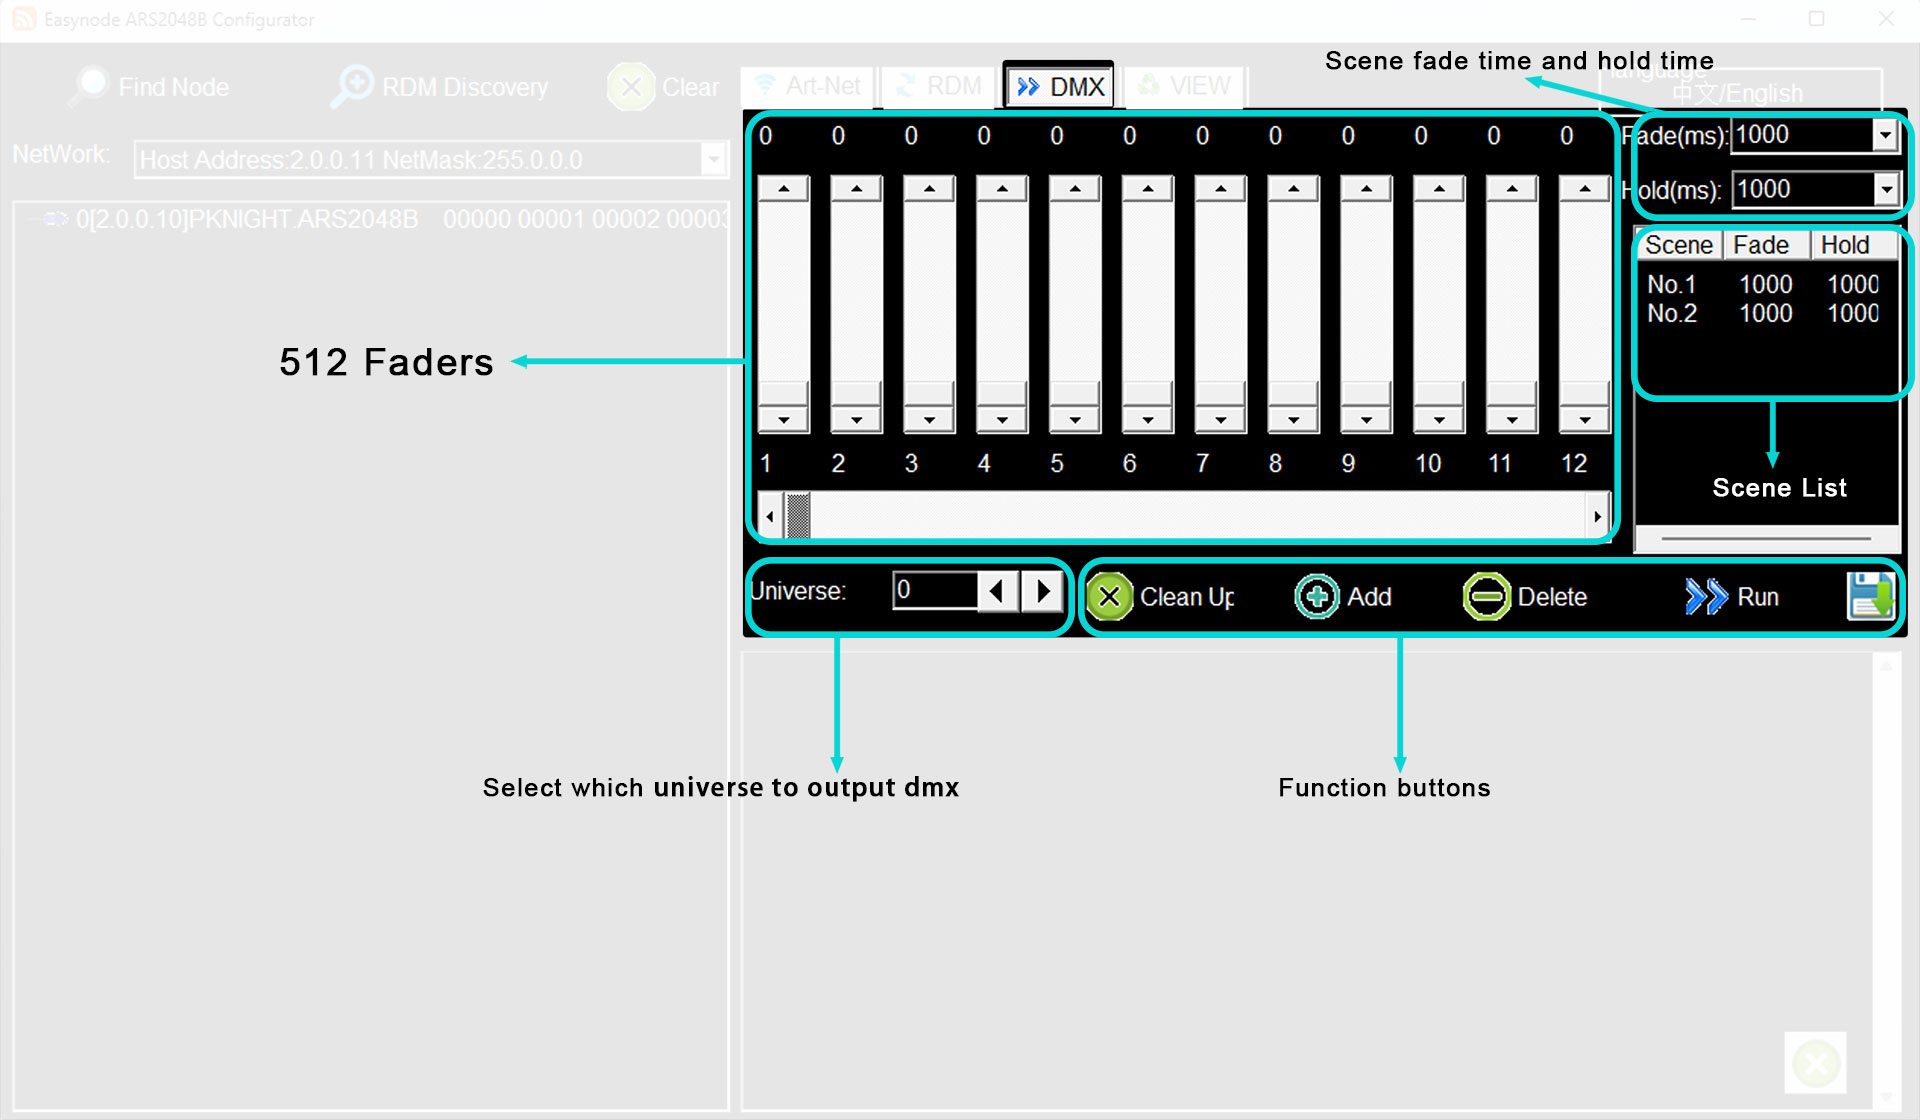 Easynode ARS2048B Configurator
Scene fade time and hold time
Find Node
RDM Discovery
Clear
Art-Net
RDM
DMX
VIEW
language
中文/English
NetWork:
Host Address:2.0.0.11 NetMask:255.0.0.0
0[2.0.0.10]PKNIGHT.ARS2048B 00000 00001 00002 00003
0 0 0 0 0 0 0 0 0 0 0 0
Fade(ms): 1000
Hold(ms): 1000
Scene Fade Hold
No.1 1000 1000
No.2 1000 1000
512 Faders
1 2 3 4 5 6 7 8 9 10 11 12
Scene List
Universe: 0
Clean Up
Add
Delete
Run
Select which universe to output dmx
Function buttons